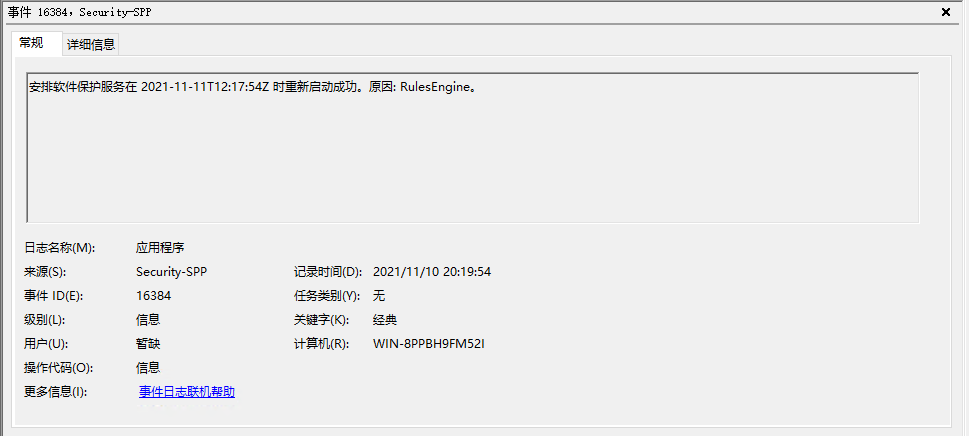 事件 16384，Security-SPP
常规 详细信息
安排软件保护服务在 2021-11-11T12:17:54Z 时重新启动成功。原因: RulesEngine。
日志名称(M): 应用程序
来源(S): Security-SPP 记录时间(D): 2021/11/10 20:19:54
事件 ID(E): 16384 任务类别(Y): 无
级别(L): 信息 关键字(K): 经典
用户(U): 暂缺 计算机(R): WIN-8PPBH9FM52I
操作代码(O): 信息
更多信息(I): 事件日志联机帮助